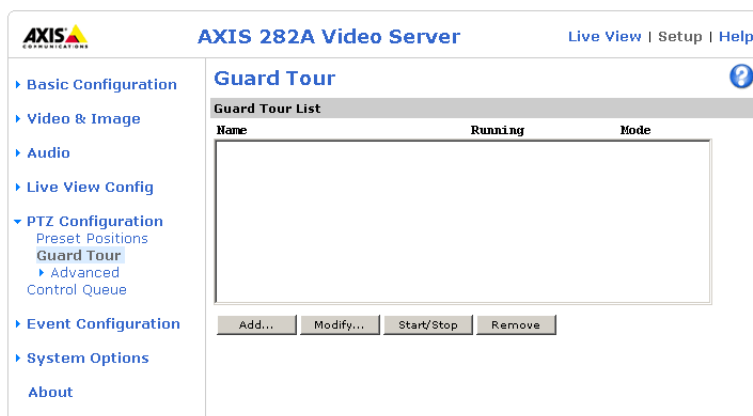 AXIS
COMMUNICATIONS
AXIS 282A Video Server
Live View | Setup | Help
Basic Configuration
Video & Image
Audio
Live View Config
PTZ Configuration
Preset Positions
Guard Tour
Advanced
Control Queue
Event Configuration
System Options
About
Guard Tour
?
Guard Tour List
Name Running Mode
Add... Modify... Start/Stop Remove